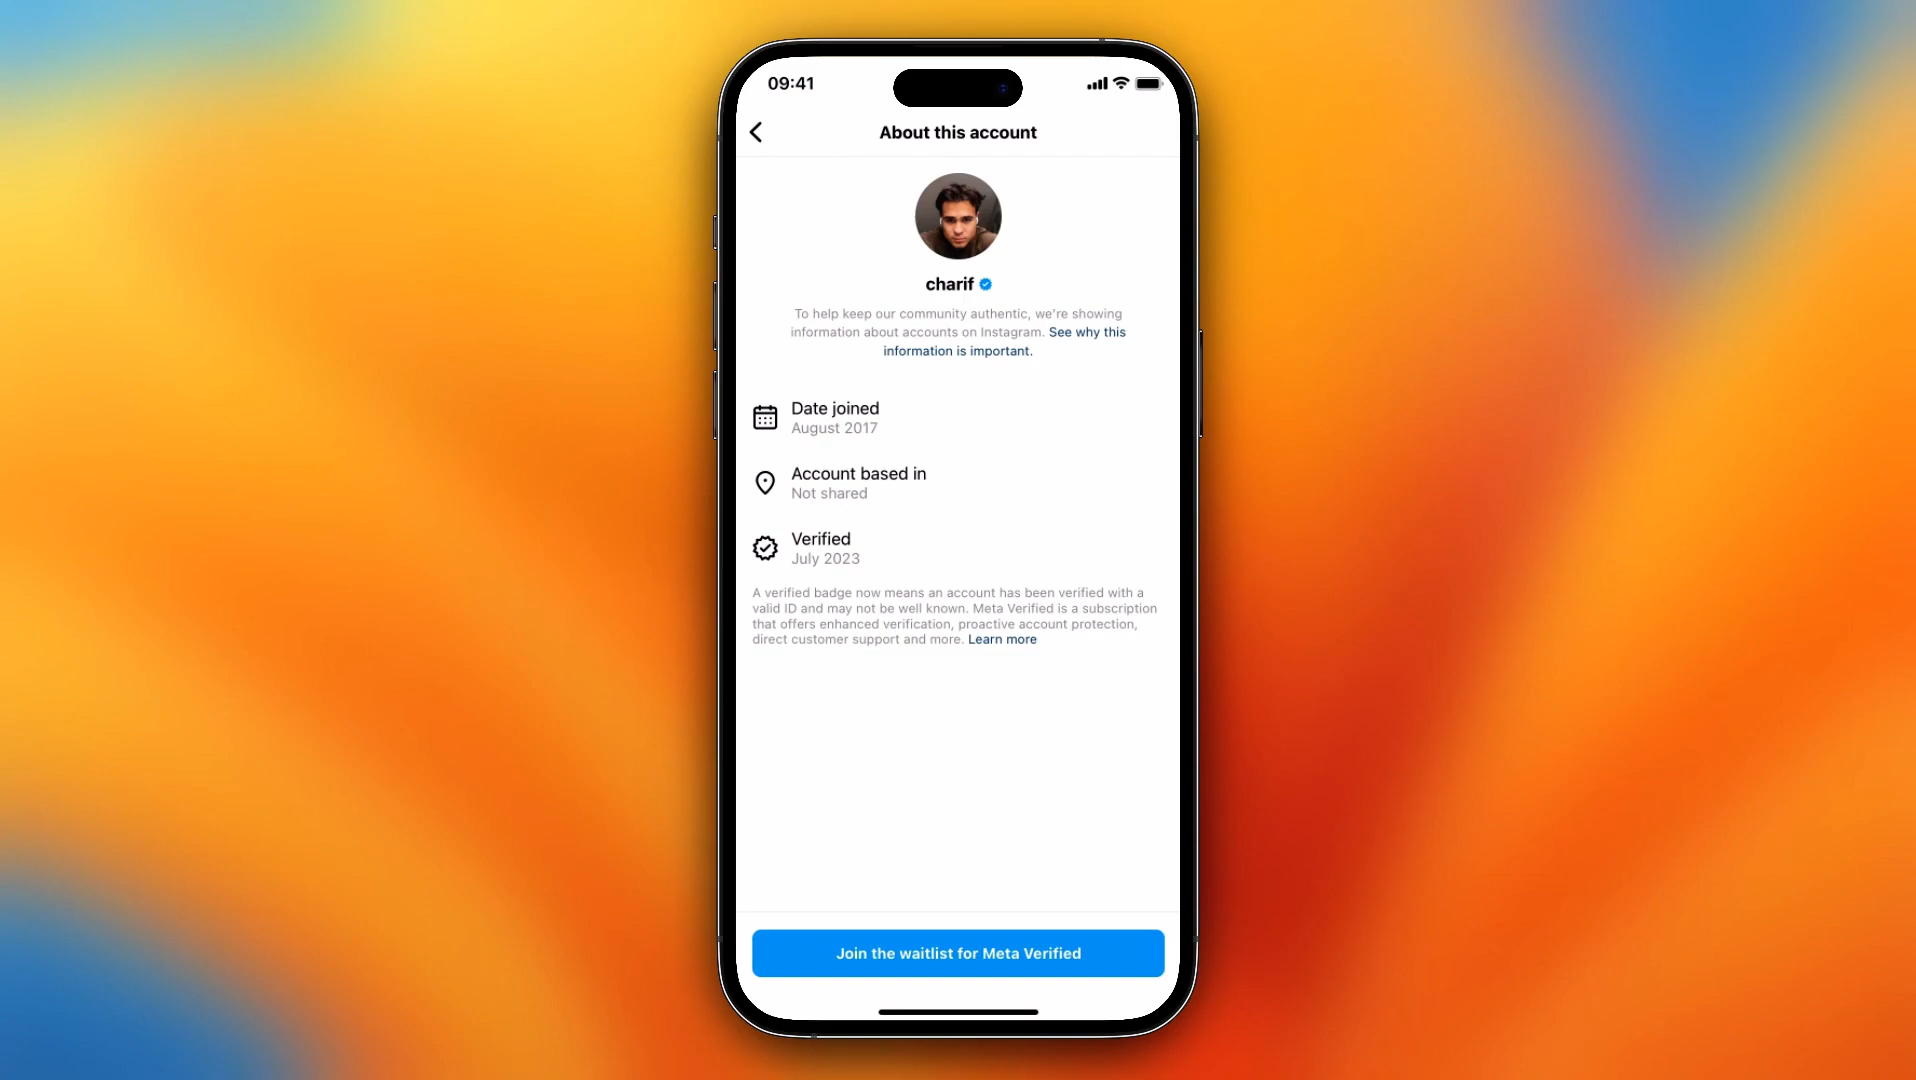 09:41
About this account
charif
To help keep our community authentic, we're showing
information about accounts on Instagram. See why this
information is important.
Date joined
August 2017
Account based in
Not shared
Verified
July 2023
A verified badge now means an account has been verified with a
valid ID and may not be well known. Meta Verified is a subscription
that offers enhanced verification, proactive account protection,
direct customer support and more. Learn more
Join the waitlist for Meta Verified